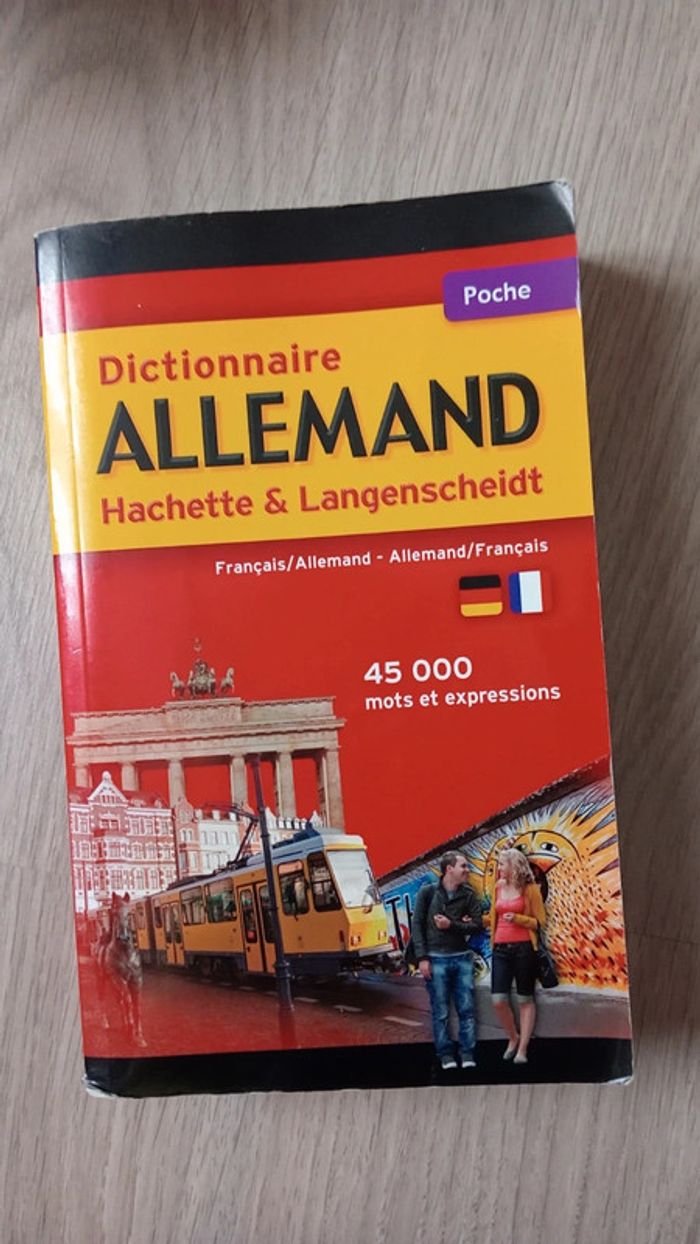 Poche
Dictionnaire
ALLEMAND
Hachette & Langenscheidt
Français/Allemand - Allemand/Français
45 000
mots et expressions